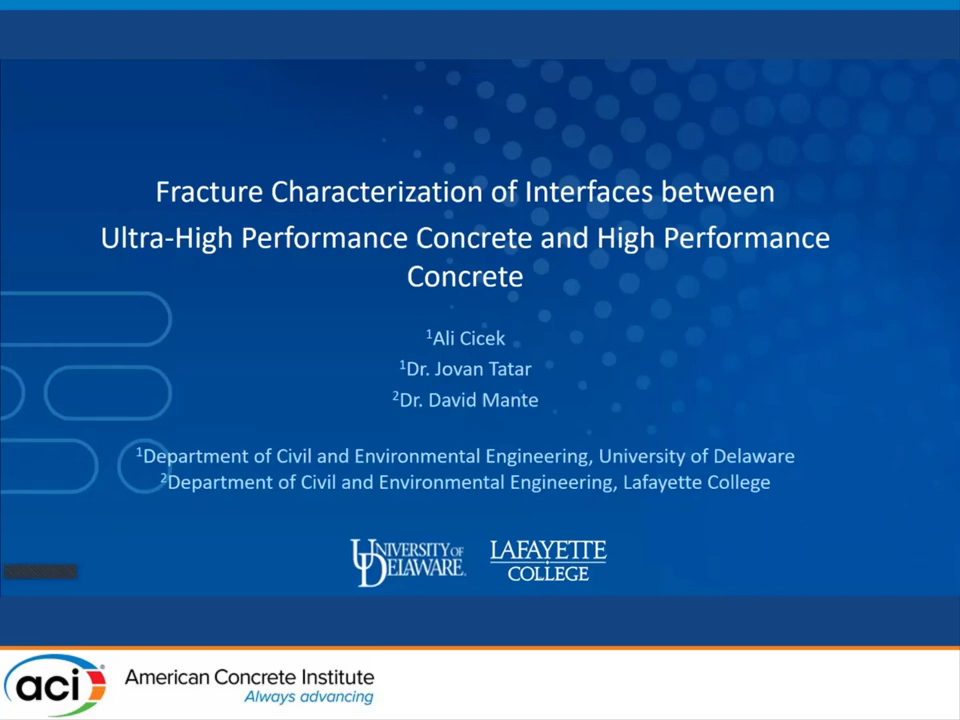 Fracture Characterization of Interfaces between
Ultra-High Performance Concrete and High Performance
Concrete
¹Ali Cicek
¹Dr. Jovan Tatar
²Dr. David Mante
¹Department of Civil and Environmental Engineering, University of Delaware
²Department of Civil and Environmental Engineering, Lafayette College
UNIVERSITY OF
DELAWARE.
LAFAYETTE
COLLEGE
aci
American Concrete Institute
Always advancing